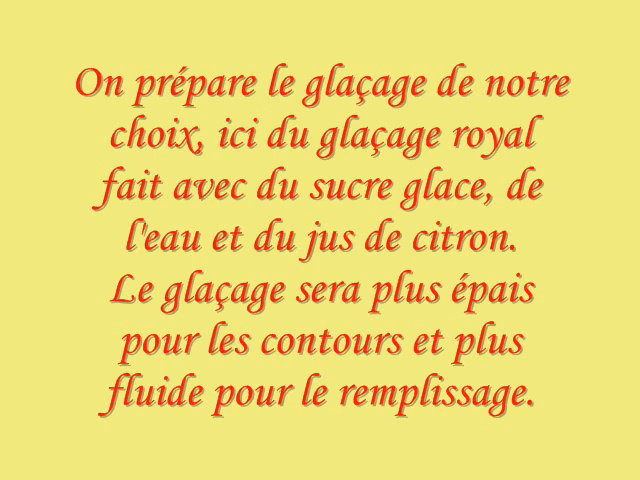 On prépare le glaçage de notre
choix, ici du glaçage royal
fait avec du sucre glace, de
l'eau et du jus de citron.
Le glaçage sera plus épais
pour les contours et plus
fluide pour le remplissage.